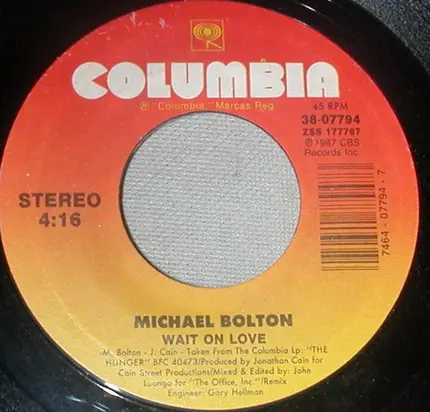 COLUMBIA
® "Columbia," Marcas Reg.
45 RPM
38-07794
ZSS 177767
℗ 1987 CBS
Records Inc
STEREO
4:16
7464-07794-7
MICHAEL BOLTON
WAIT ON LOVE
-M. Bolton - J. Cain - Taken From The Columbia Lp: "THE
HUNGER" BFC 40473/Produced by Jonathan Cain for
Cain Street Productions/Mixed & Edited by: John
Luongo for "The Office, Inc."/Remix
Engineer: Gary Hellman